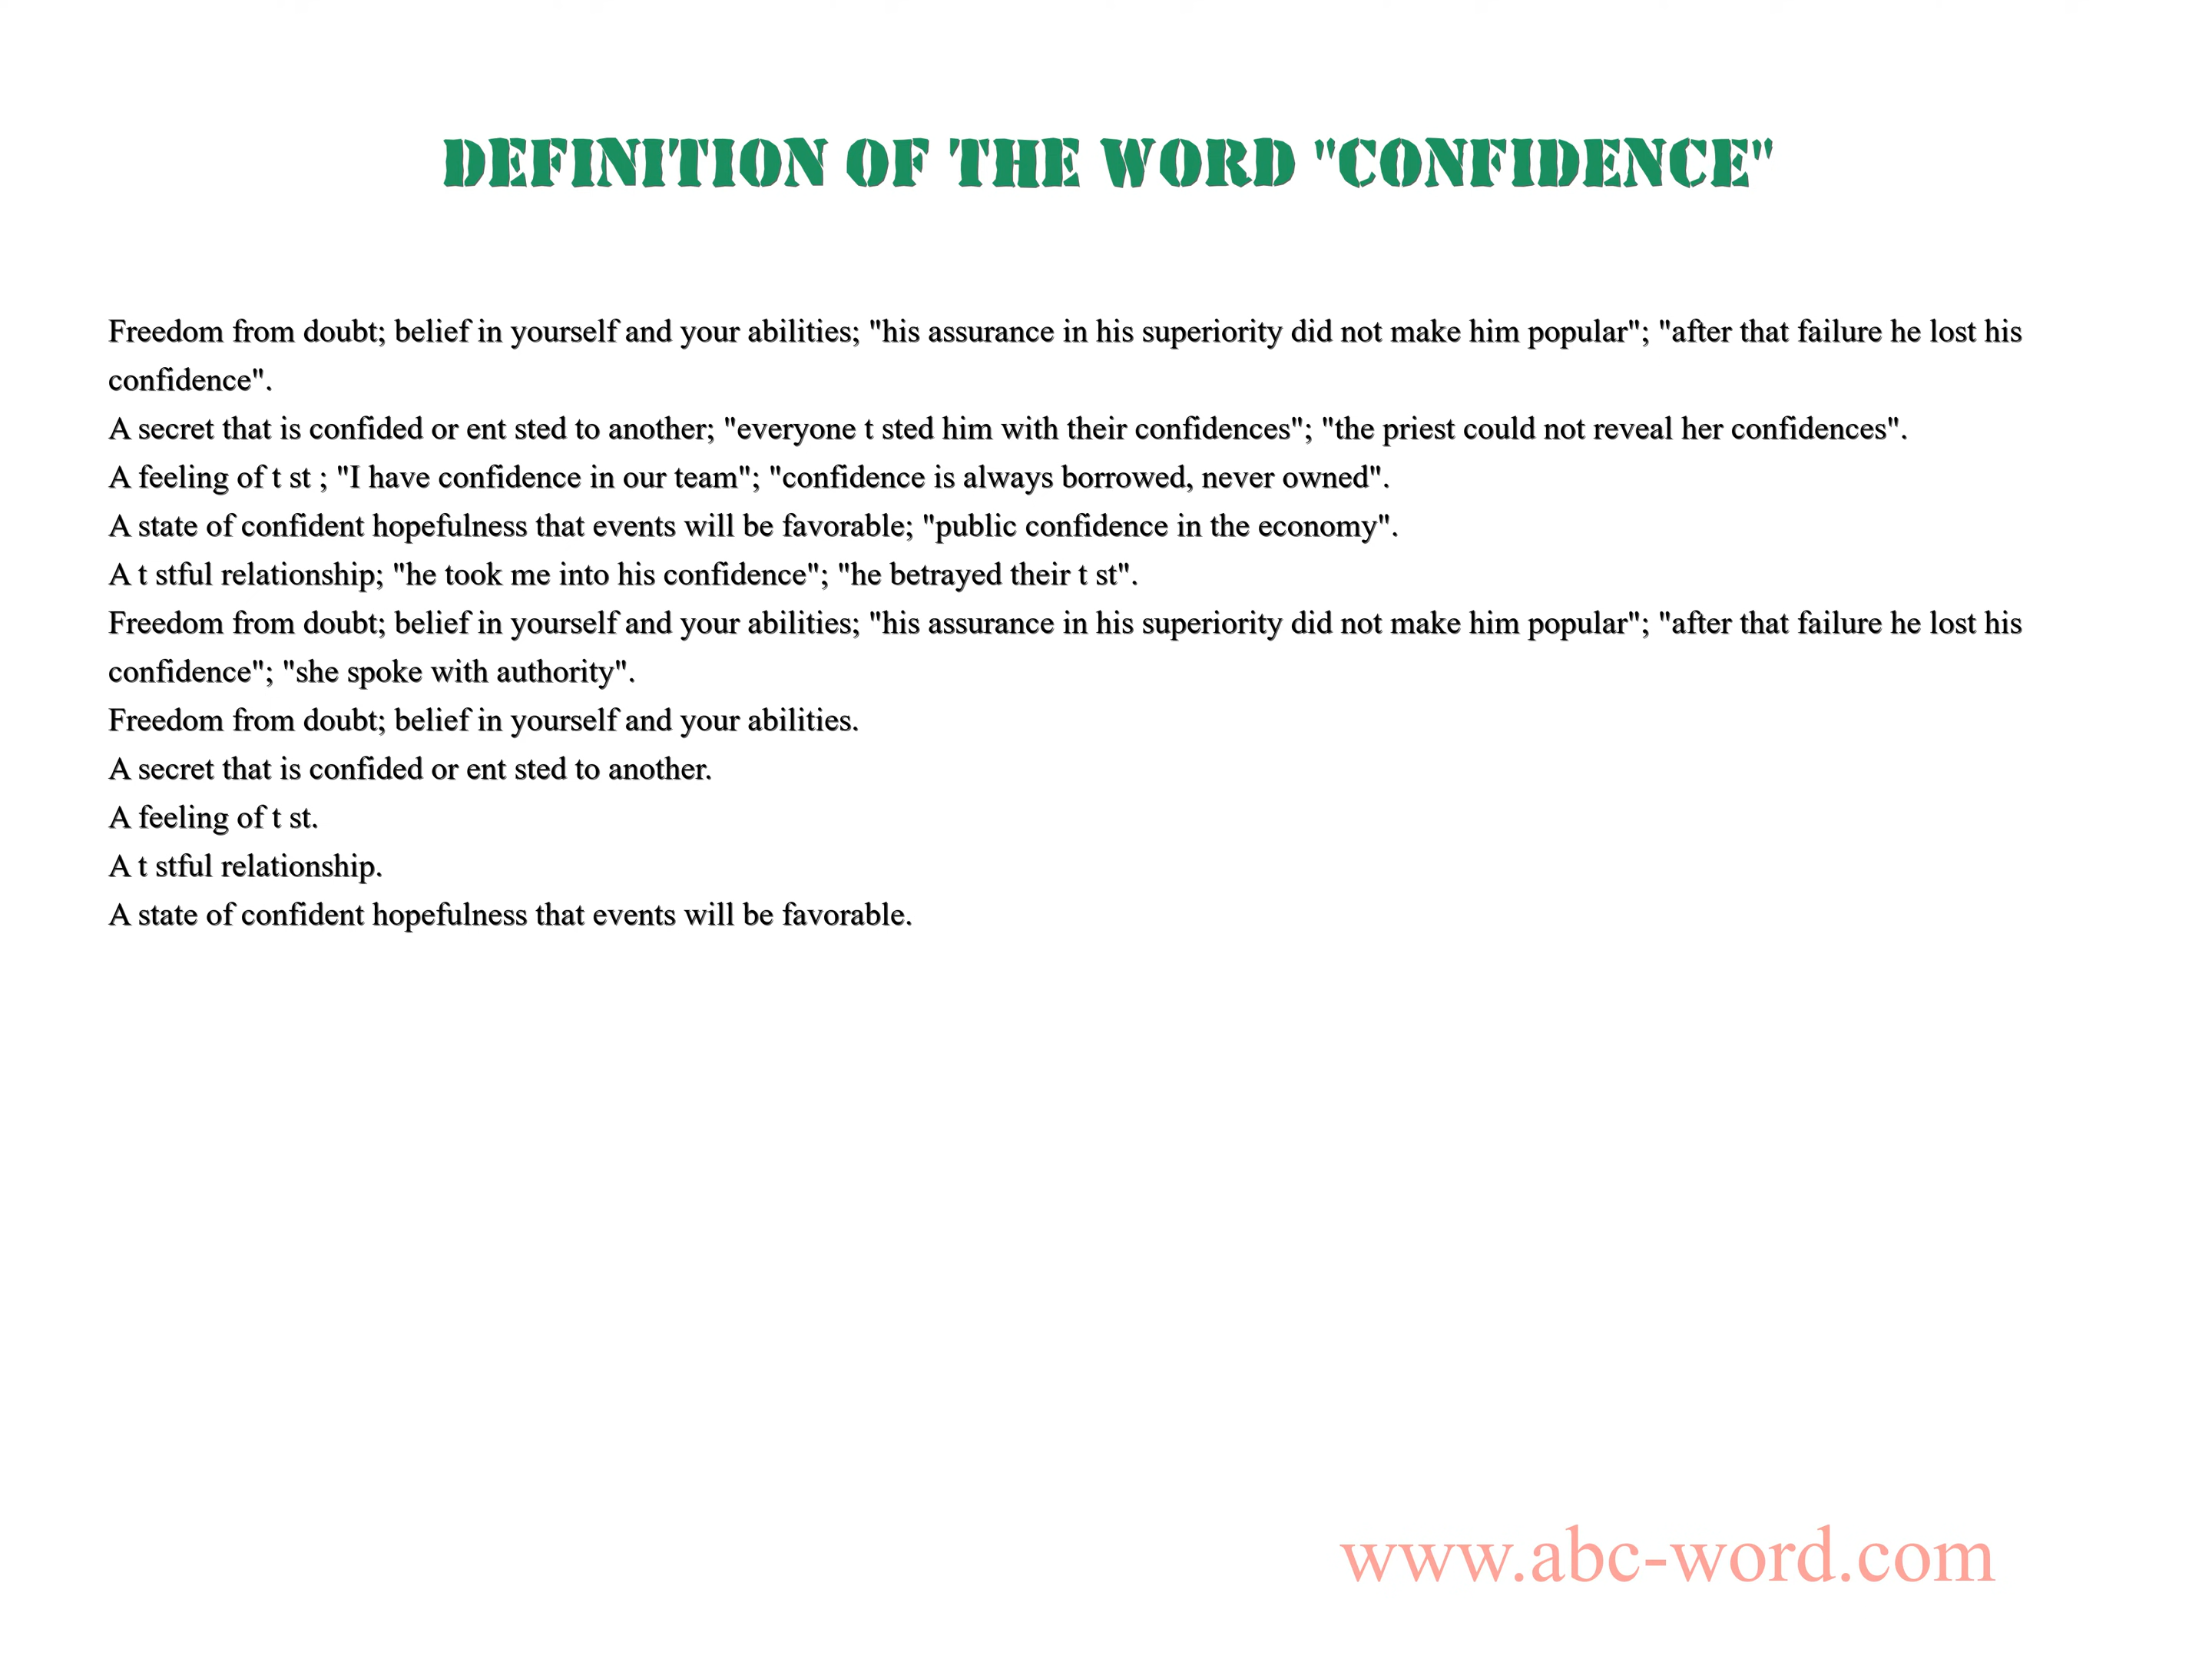 DEFINITION OF THE WORD "CONFIDENCE"
Freedom from doubt; belief in yourself and your abilities; "his assurance in his superiority did not make him popular"; "after that failure he lost his
confidence".
A secret that is confided or ent sted to another; "everyone t sted him with their confidences"; "the priest could not reveal her confidences".
A feeling of t st ; "I have confidence in our team"; "confidence is always borrowed, never owned".
A state of confident hopefulness that events will be favorable; "public confidence in the economy".
A t stful relationship; "he took me into his confidence"; "he betrayed their t st".
Freedom from doubt; belief in yourself and your abilities; "his assurance in his superiority did not make him popular"; "after that failure he lost his
confidence"; "she spoke with authority".
Freedom from doubt; belief in yourself and your abilities.
A secret that is confided or ent sted to another.
A feeling of t st.
A t stful relationship.
A state of confident hopefulness that events will be favorable.
www.abc-word.com